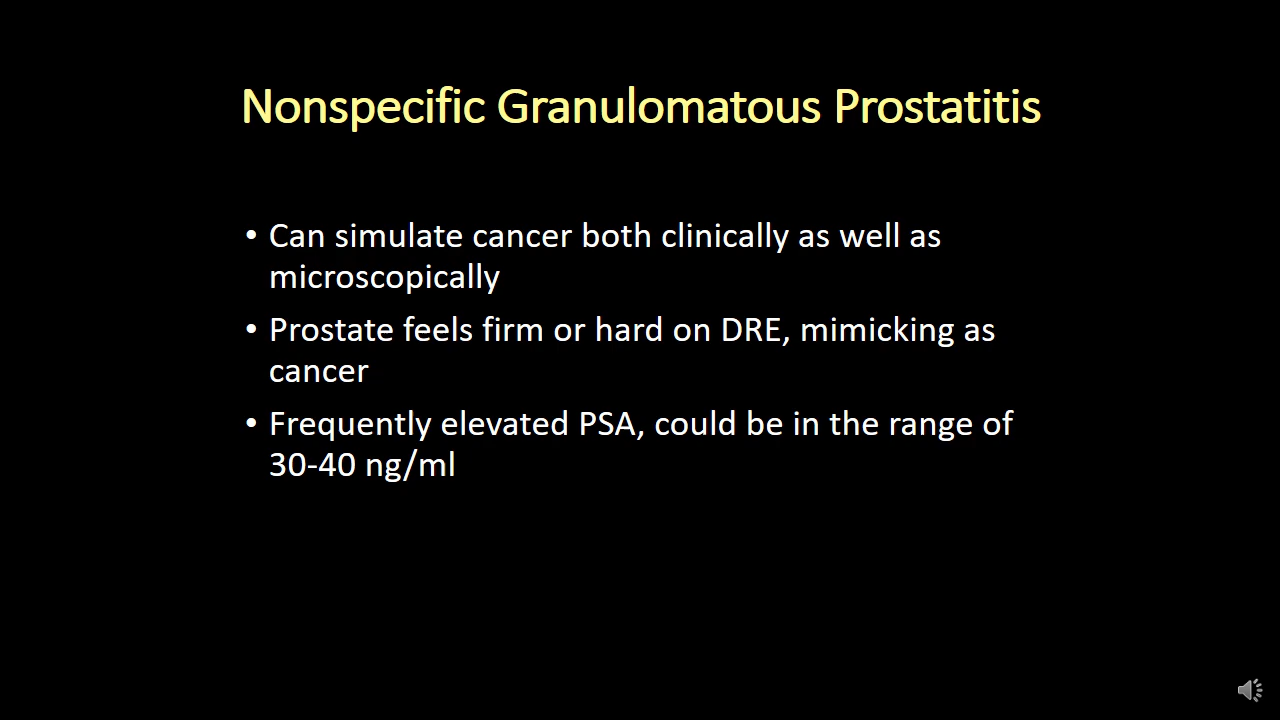 Nonspecific Granulomatous Prostatitis
• Can simulate cancer both clinically as well as
microscopically
• Prostate feels firm or hard on DRE, mimicking as
cancer
• Frequently elevated PSA, could be in the range of
30-40 ng/ml